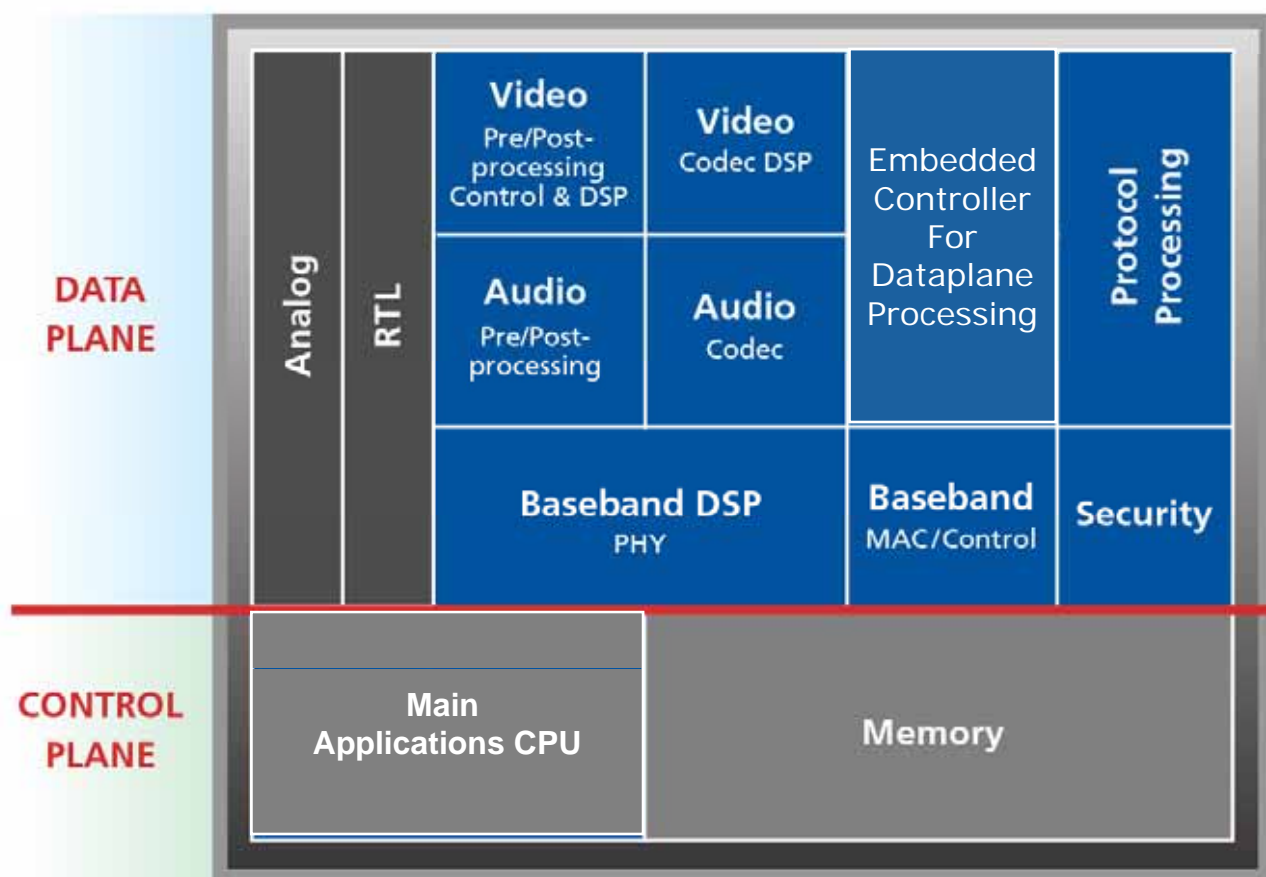 DATA
PLANE
Analog
RTL
Video
Pre/Post-
processing
Control & DSP
Video
Codec DSP
Embedded
Controller
For
Dataplane
Processing
Protocol
Processing
Audio
Pre/Post-
processing
Audio
Codec
Baseband DSP
PHY
Baseband
MAC/Control
Security
CONTROL
PLANE
Main
Applications CPU
Memory